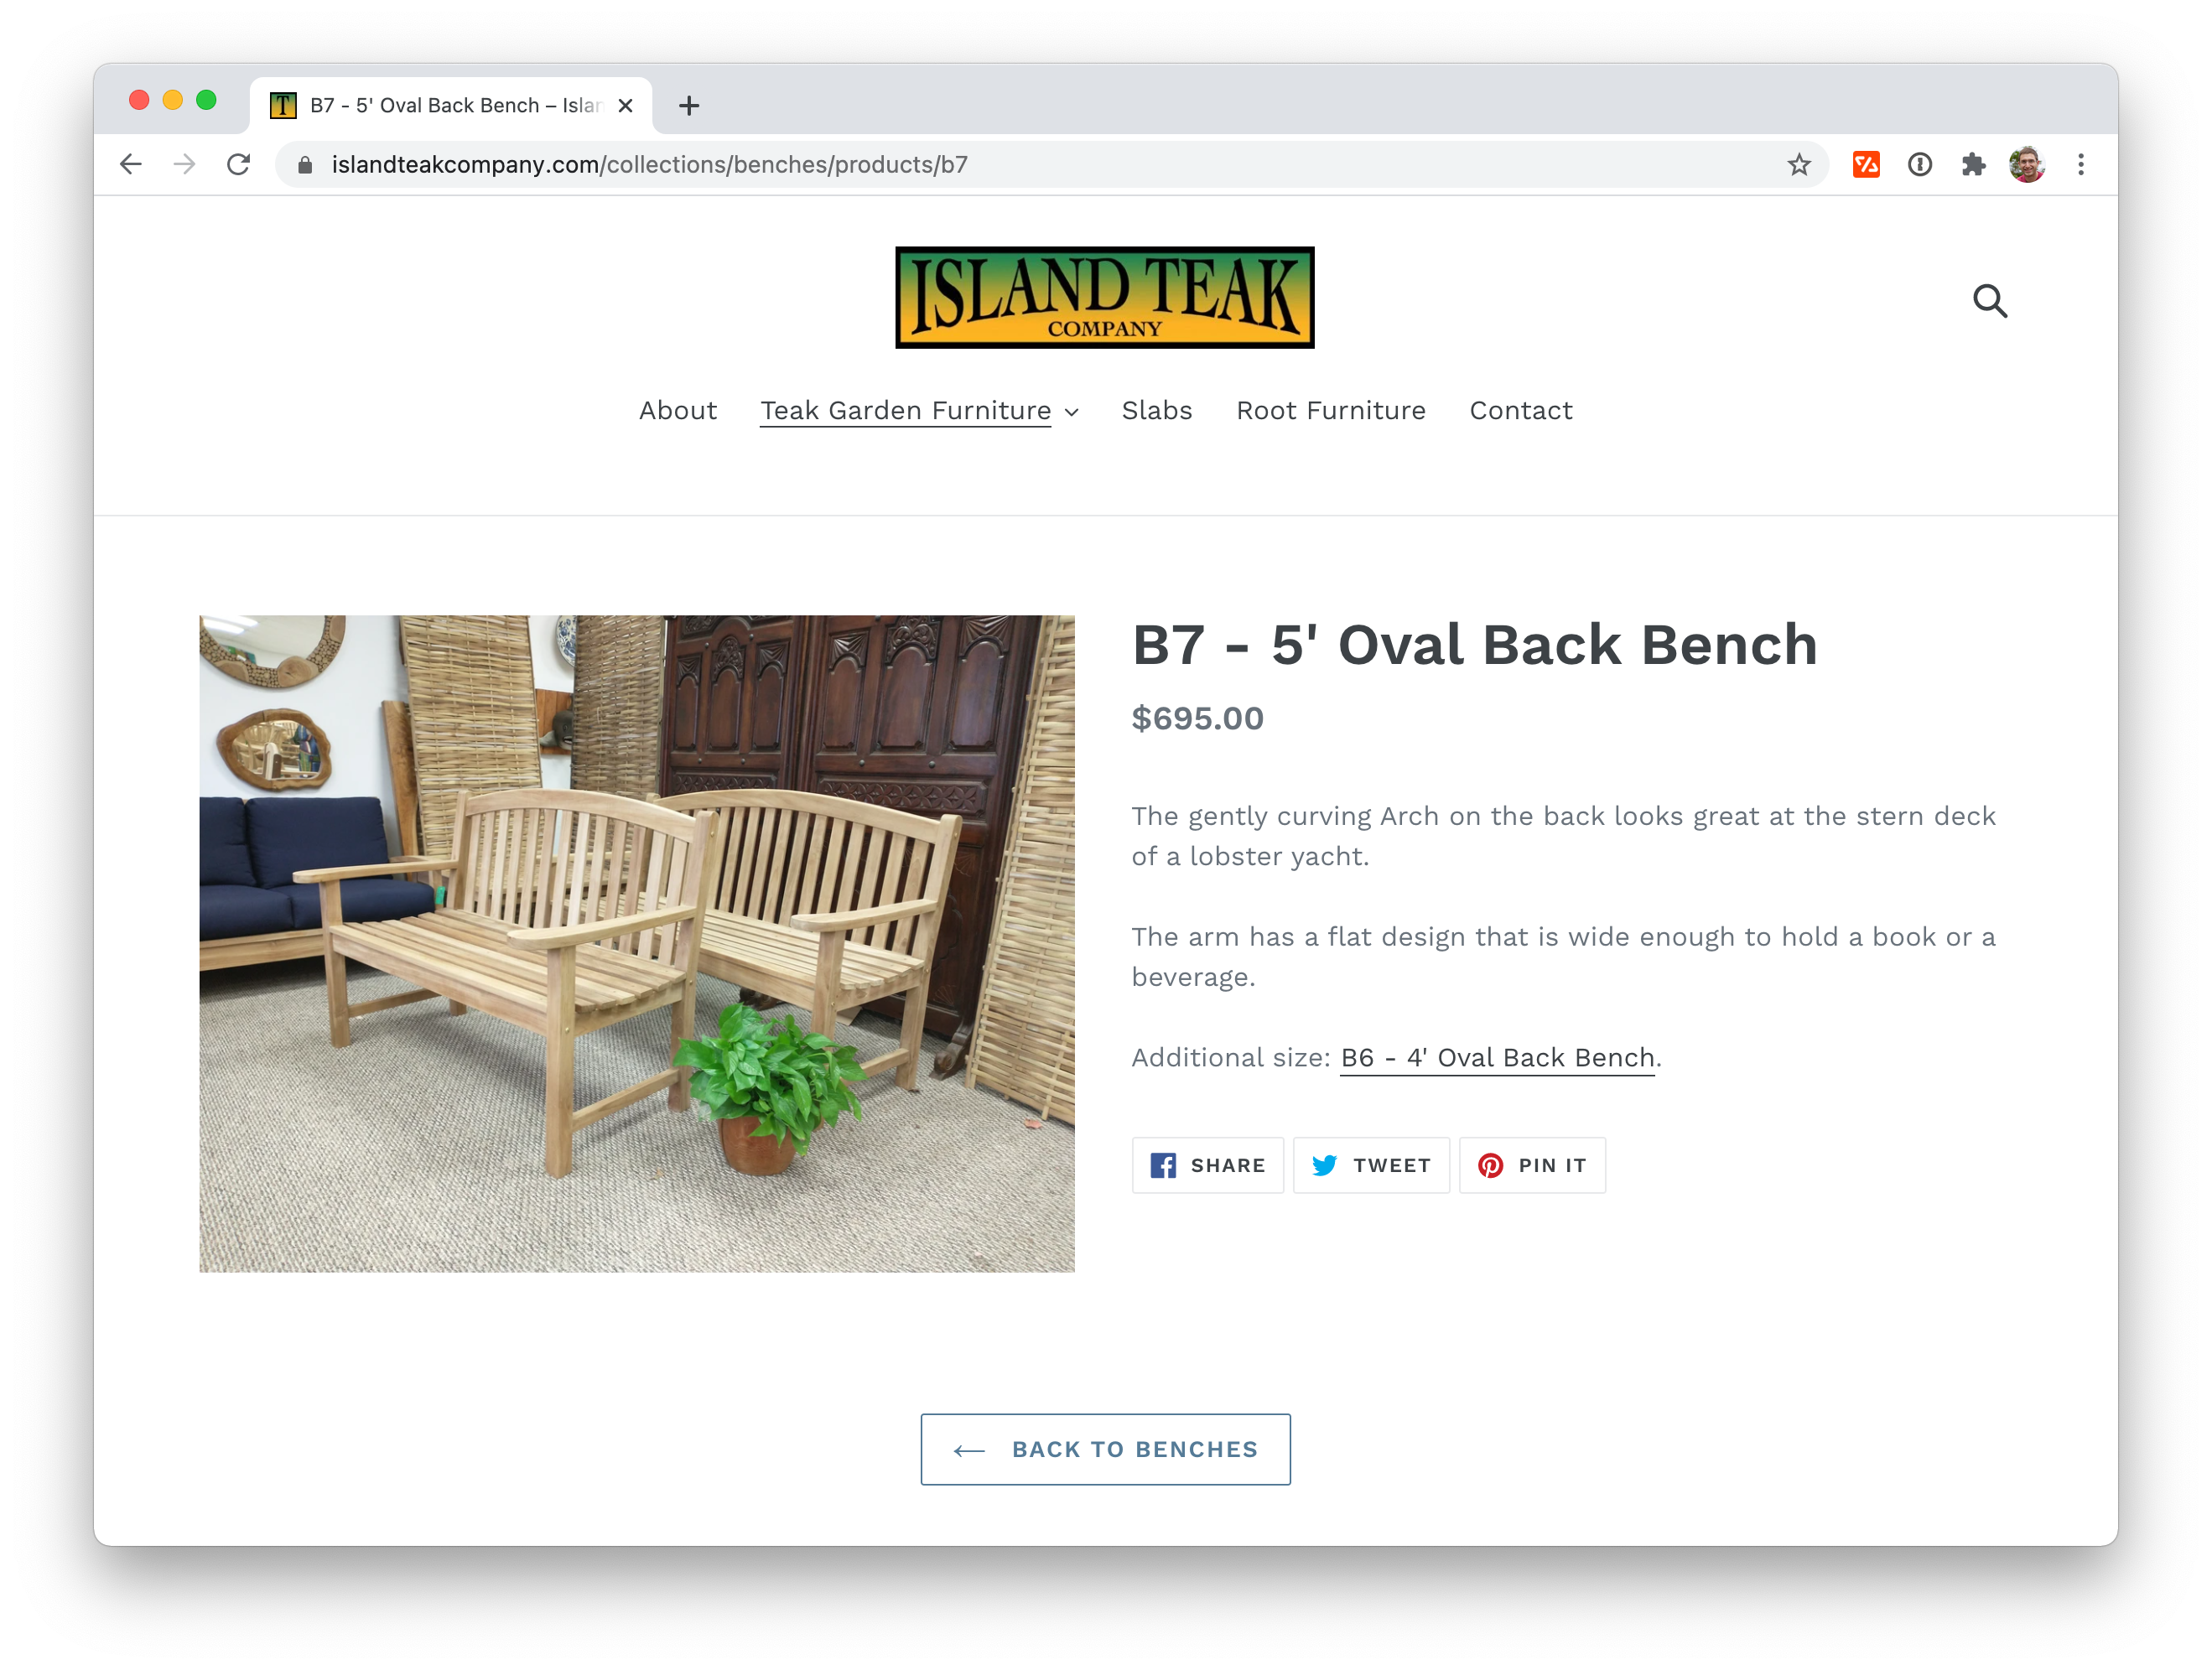 B7 - 5' Oval Back Bench – Islan
islandteakcompany.com/collections/benches/products/b7
ISLAND TEAK
COMPANY
About Teak Garden Furniture Slabs Root Furniture Contact
B7 - 5' Oval Back Bench
$695.00
The gently curving Arch on the back looks great at the stern deck
of a lobster yacht.
The arm has a flat design that is wide enough to hold a book or a
beverage.
Additional size: B6 - 4' Oval Back Bench.
SHARE TWEET PIN IT
BACK TO BENCHES